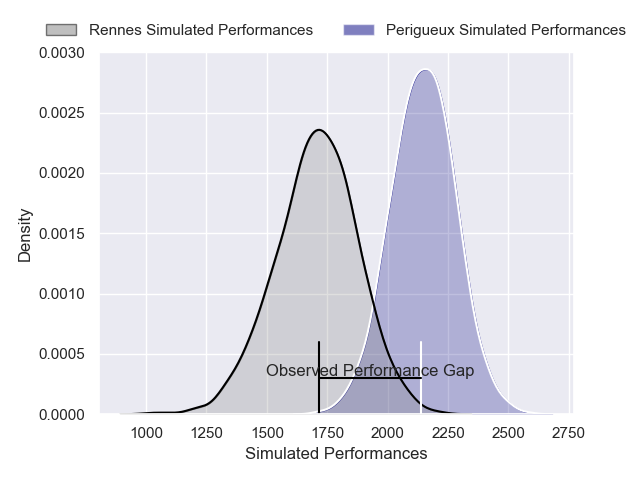 Rennes Simulated Performances
Perigueux Simulated Performances
0.0030
0.0025
0.0020
0.0015
0.0010
0.0005
0.0000
Density
Observed Performance Gap
1000 1250 1500 1750 2000 2250 2500 2750
Simulated Performances